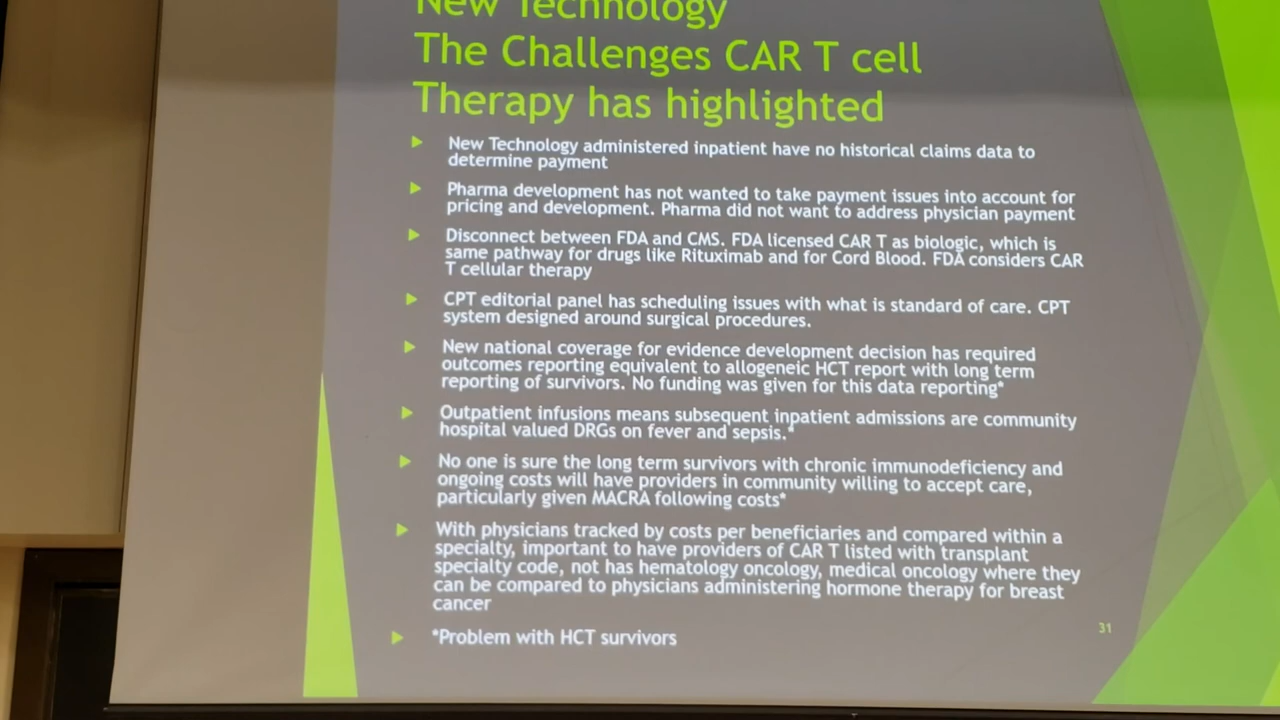 New Technology
The Challenges CAR T cell
Therapy has highlighted
New Technology administered inpatient have no historical claims data to
determine payment
Pharma development has not wanted to take payment issues into account for
pricing and development. Pharma did not want to address physician payment
Disconnect between FDA and CMS. FDA licensed CAR T as biologic, which is
same pathway for drugs like Rituximab and for Cord Blood. FDA considers CAR
T cellular therapy
CPT editorial panel has scheduling issues with what is standard of care. CPT
system designed around surgical procedures.
New national coverage for evidence development decision has required
outcomes reporting equivalent to allogeneic HCT report with long term
reporting of survivors. No funding was given for this data reporting*
Outpatient infusions means subsequent inpatient admissions are community
hospital valued DRGs on fever and sepsis.*
No one is sure the long term survivors with chronic immunodeficiency and
ongoing costs will have providers in community willing to accept care,
particularly given MACRA following costs*
With physicians tracked by costs per beneficiaries and compared within a
specialty, important to have providers of CAR T listed with transplant
specialty code, not has hematology oncology, medical oncology where they
can be compared to physicians administering hormone therapy for breast
cancer
*Problem with HCT survivors
31